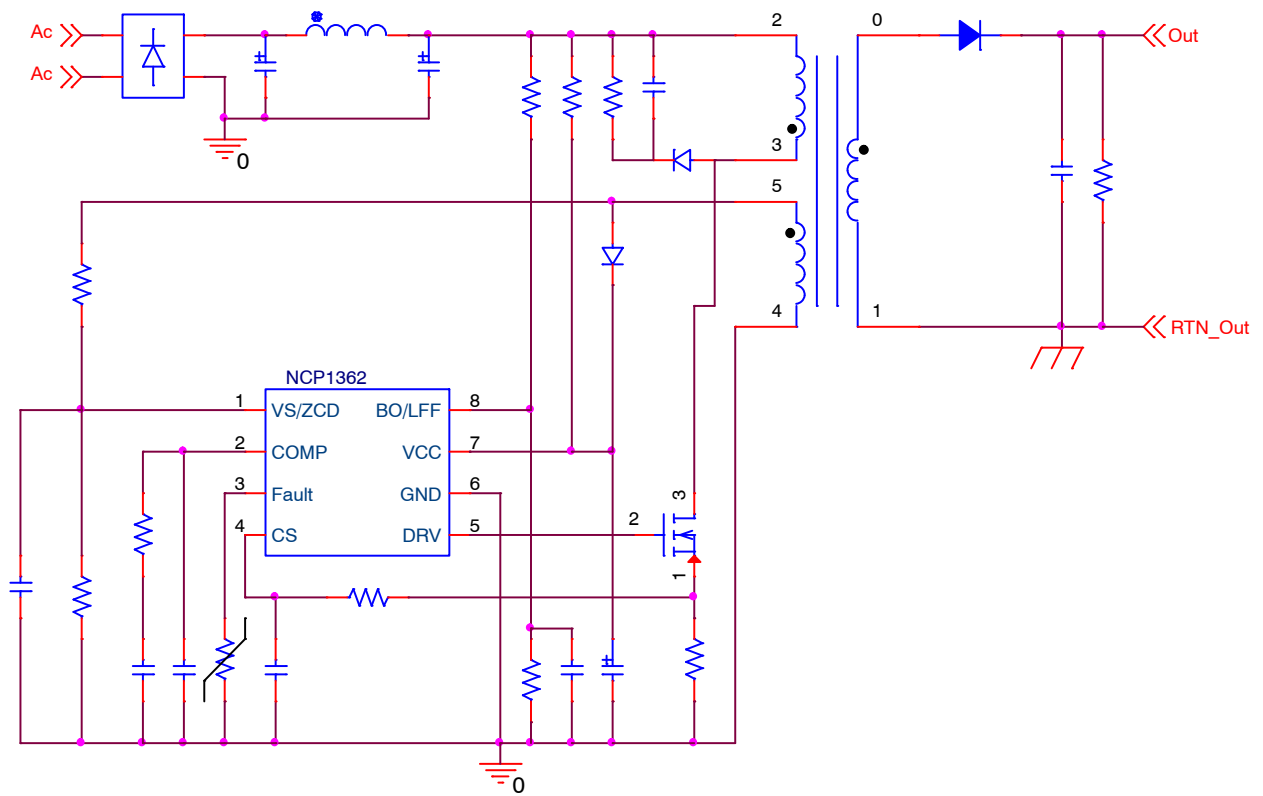 2 0
Ac Out
Ac
3
0
5
4 1
RTN_Out
NCP1362
1 VS/ZCD BO/LFF 8
2 COMP VCC 7
3 Fault GND 6 3
4 CS DRV 5 2
1
0